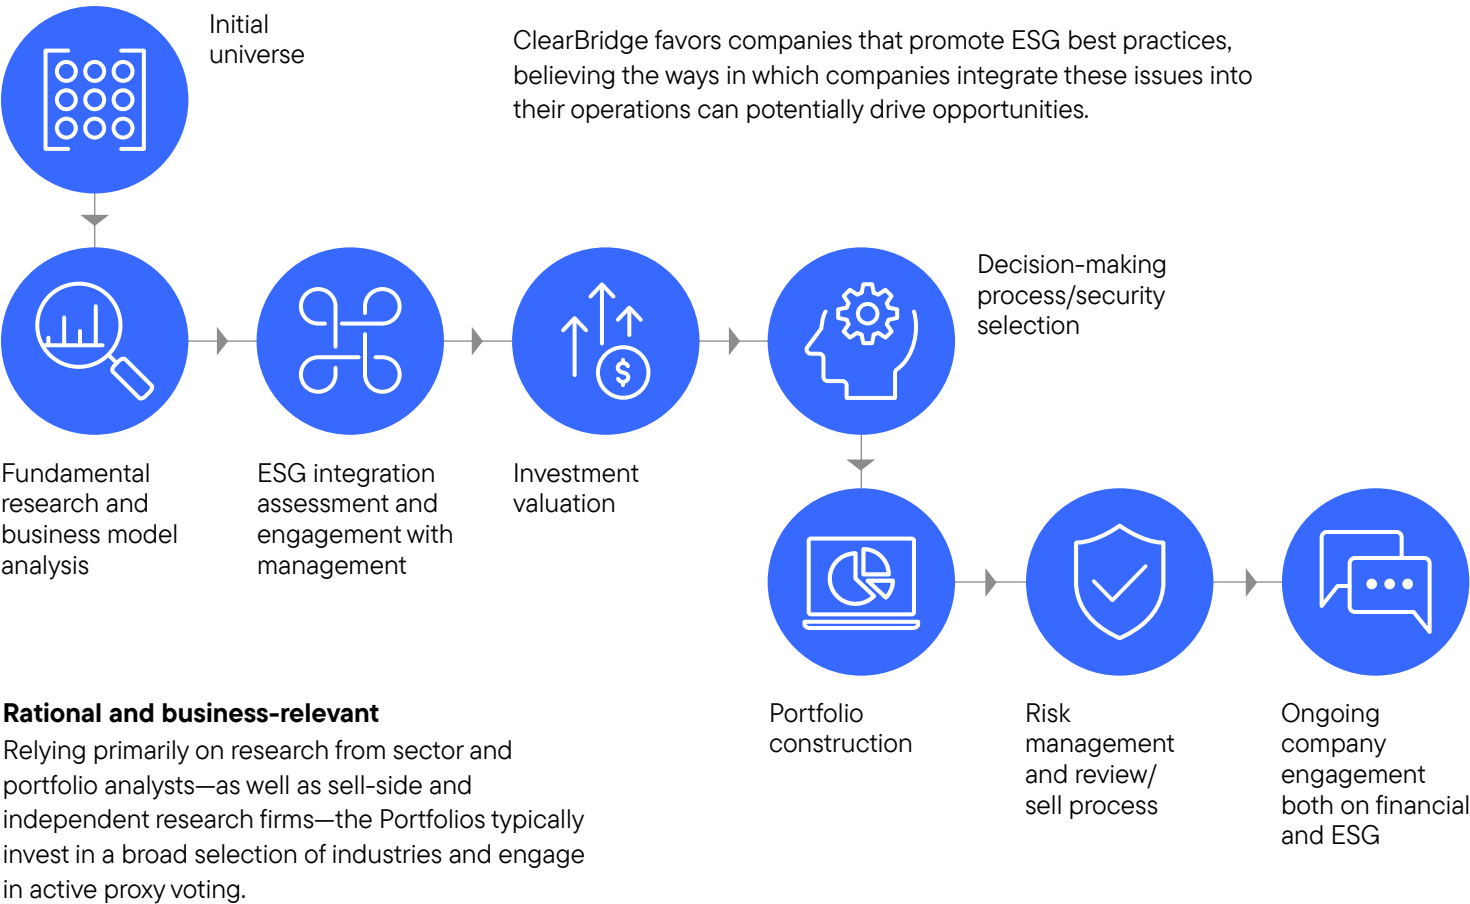 Initial
universe
ClearBridge favors companies that promote ESG best practices,
believing the ways in which companies integrate these issues into
their operations can potentially drive opportunities.
Decision-making
process/security
selection
$
Fundamental
research and
business model
analysis
ESG integration
assessment and
engagement with
management
Investment
valuation
Portfolio
construction
Risk
management
and review/
sell process
Ongoing
company
engagement
both on financial
and ESG
Rational and business-relevant
Relying primarily on research from sector and
portfolio analysts—as well as sell-side and
independent research firms—the Portfolios typically
invest in a broad selection of industries and engage
in active proxy voting.